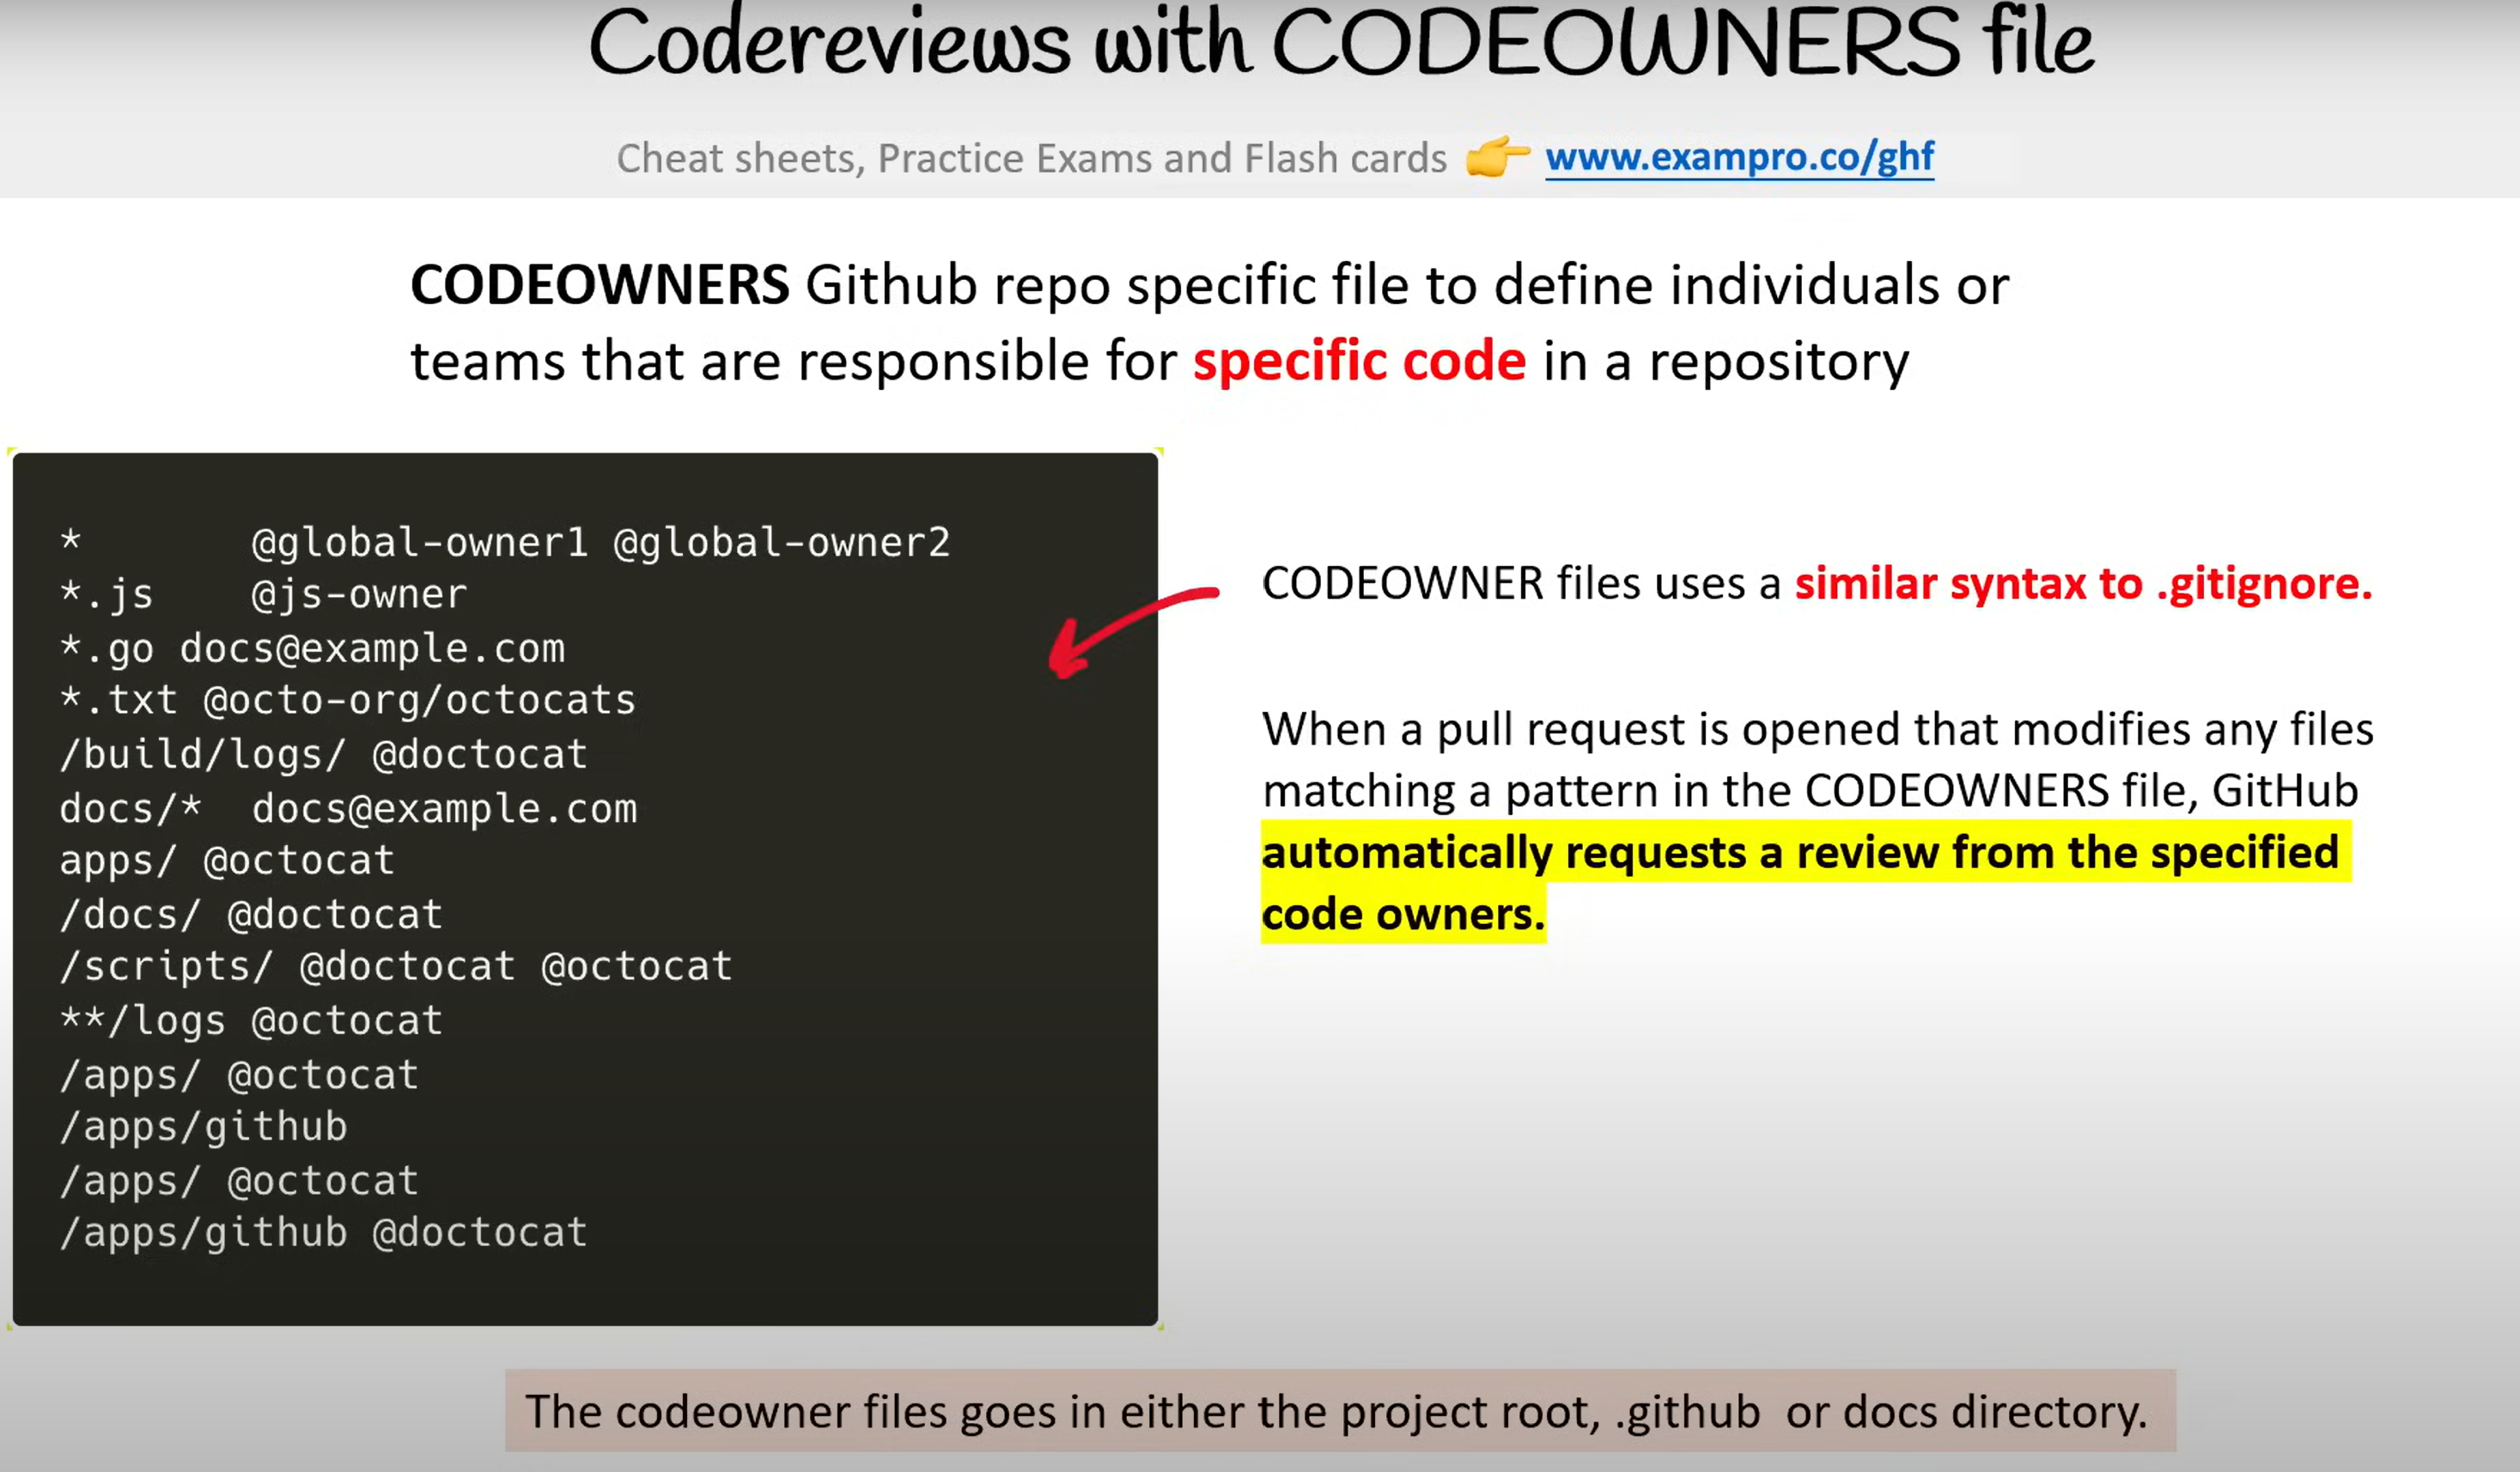 Codereviews with CODEOWNERS file
Cheat sheets, Practice Exams and Flash cards 👉 www.exampro.co/ghf
CODEOWNERS Github repo specific file to define individuals or
teams that are responsible for specific code in a repository
*       @global-owner1 @global-owner2
*.js    @js-owner
*.go docs@example.com
*.txt @octo-org/octocats
/build/logs/ @doctocat
docs/*  docs@example.com
apps/ @octocat
/docs/ @doctocat
/scripts/ @doctocat @octocat
**/logs @octocat
/apps/ @octocat
/apps/github
/apps/ @octocat
/apps/github @doctocat
CODEOWNER files uses a similar syntax to .gitignore.
When a pull request is opened that modifies any files
matching a pattern in the CODEOWNERS file, GitHub
automatically requests a review from the specified
code owners.
The codeowner files goes in either the project root, .github  or docs directory.